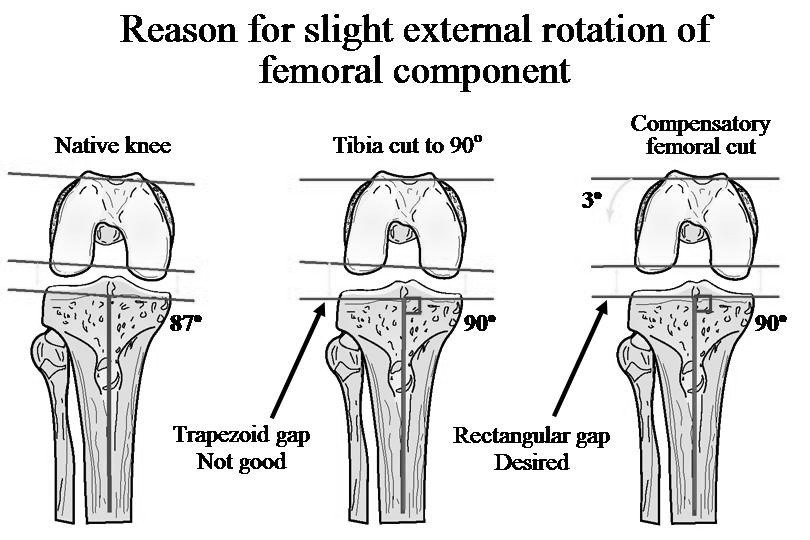 Reason for slight external rotation of
femoral component
Native knee
Tibia cut to 90°
Compensatory
femoral cut
3°
87°
90°
90°
Trapezoid gap
Not good
Rectangular gap
Desired